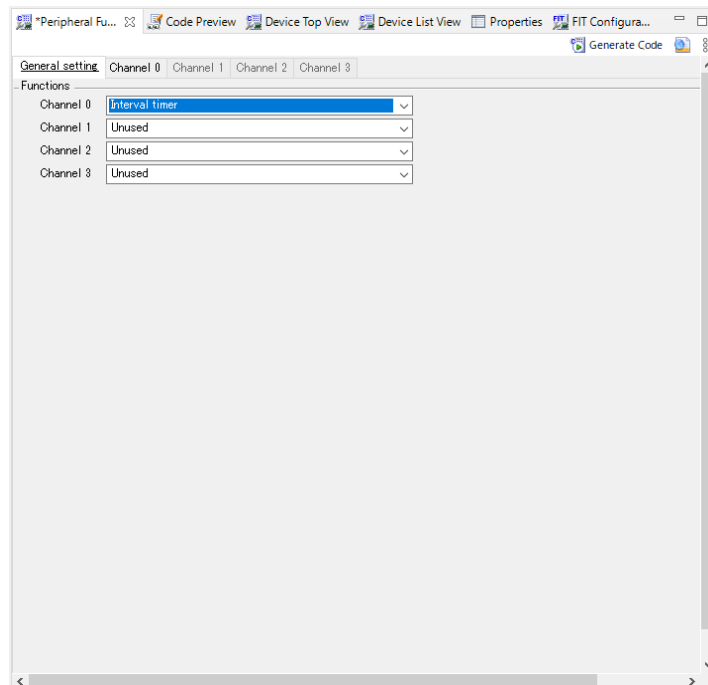 *Peripheral Fu... Code Preview Device Top View Device List View Properties FIT FIT Configura...
Generate Code
General setting Channel 0 Channel 1 Channel 2 Channel 3
Functions
Channel 0 Interval timer
Channel 1 Unused
Channel 2 Unused
Channel 3 Unused